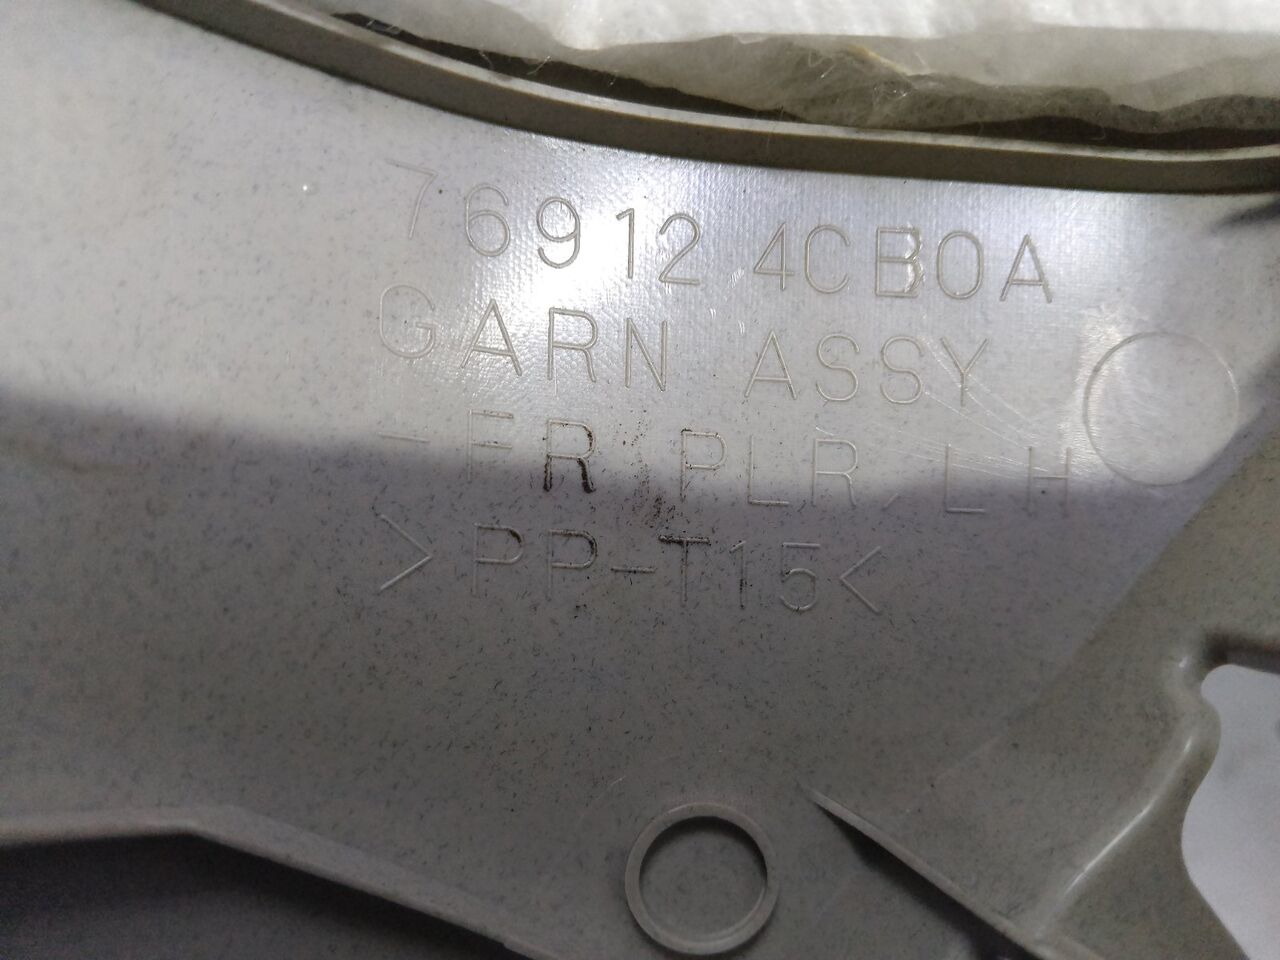 76912 4CB0A
GARN ASSY
-FR PLR, LH
>PP-T15<